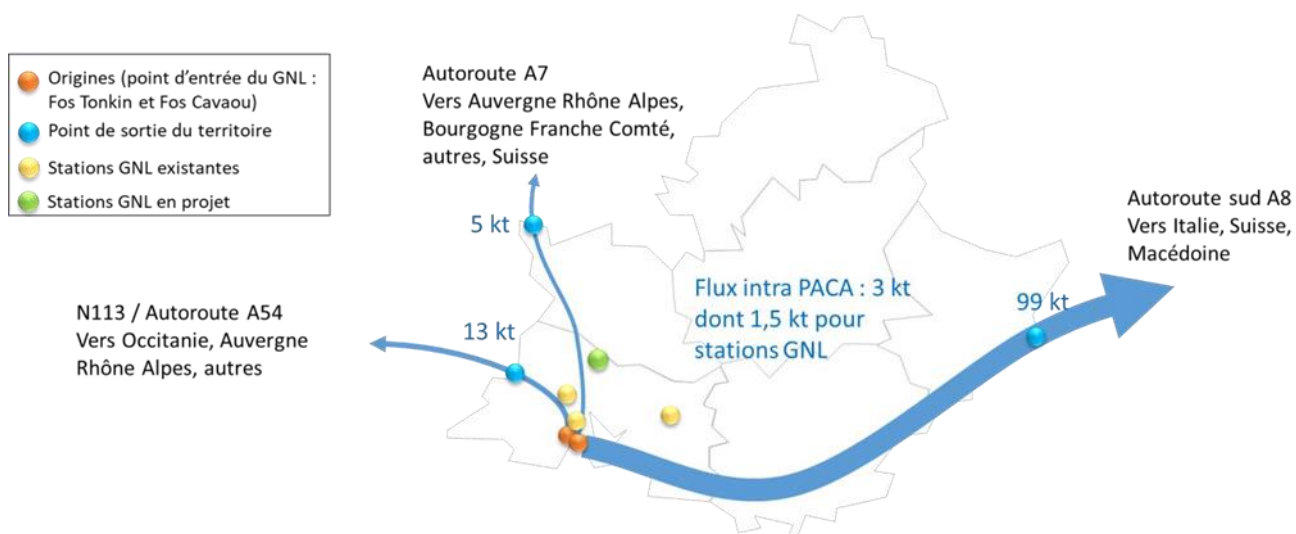 Origines (point d'entrée du GNL :
Fos Tonkin et Fos Cavaou)
Point de sortie du territoire
Stations GNL existantes
Stations GNL en projet
Autoroute A7
Vers Auvergne Rhône Alpes,
Bourgogne Franche Comté,
autres, Suisse
5 kt
N113 / Autoroute A54
Vers Occitanie, Auvergne
Rhône Alpes, autres
13 kt
Flux intra PACA : 3 kt
dont 1,5 kt pour
stations GNL
99 kt
Autoroute sud A8
Vers Italie, Suisse,
Macédoine